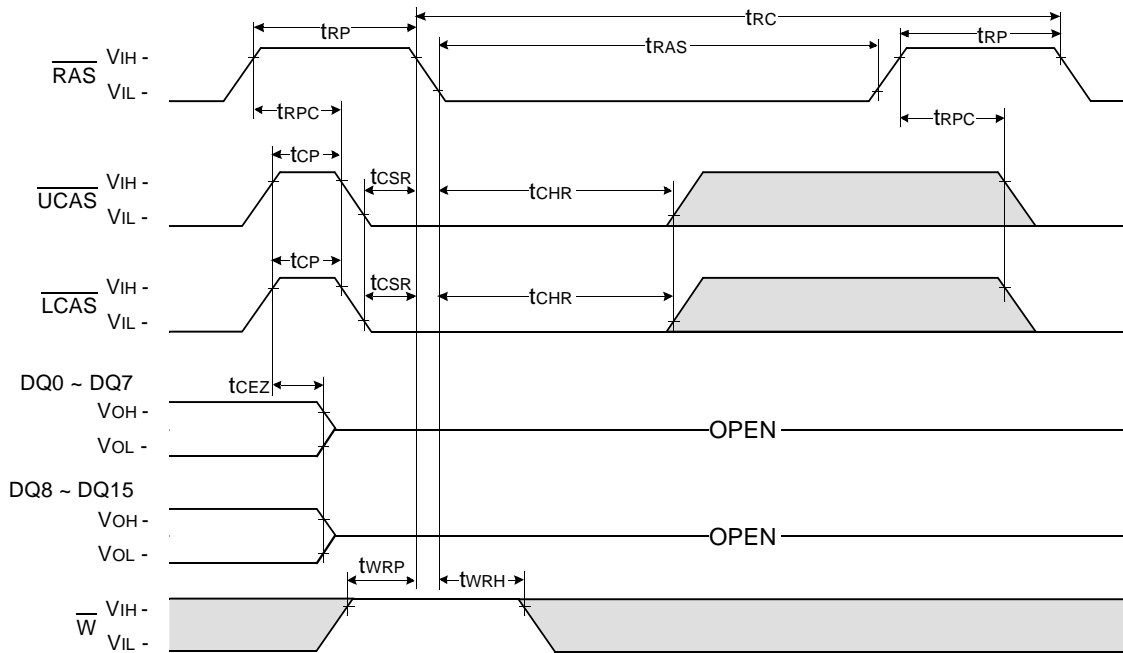 tRC
tRP
tRAS
tRP
RAS
VIH -
VIL -
tRPC
tRPC
tCP
tCSR
tCHR
UCAS
VIH -
VIL -
tCP
tCSR
tCHR
LCAS
VIH -
VIL -
DQ0 ~ DQ7
tCEZ
VOH -
VOL -
OPEN
DQ8 ~ DQ15
VOH -
VOL -
OPEN
tWRP
tWRH
W
VIH -
VIL -